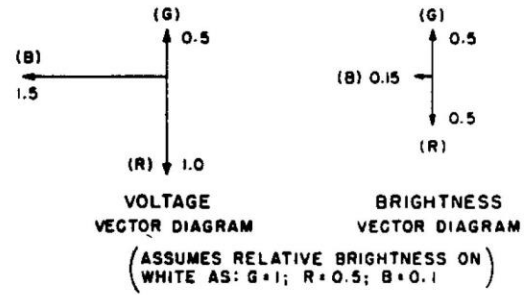 (G)
0.5
(B)
1.5
(R) 1.0
VOLTAGE
VECTOR DIAGRAM
(G)
0.5
(B) 0.15
0.5
(R)
BRIGHTNESS
VECTOR DIAGRAM
(ASSUMES RELATIVE BRIGHTNESS ON
WHITE AS: G=1; R=0.5; B=0.1)